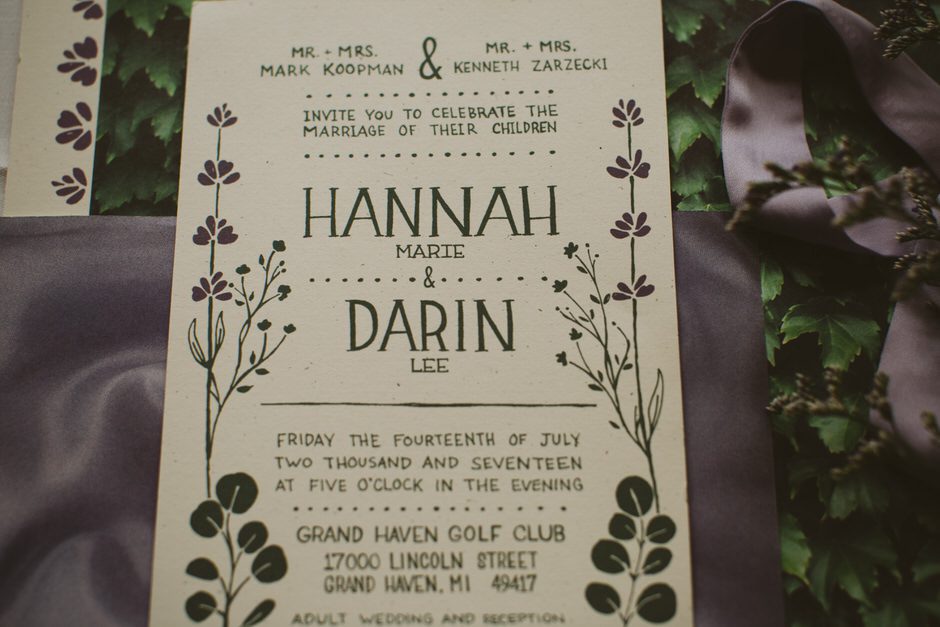 MR. + MRS.
MARK KOOPMAN
&
MR. + MRS.
KENNETH ZARZECKI
INVITE YOU TO CELEBRATE THE
MARRIAGE OF THEIR CHILDREN
HANNAH
MARIE
&
DARIN
LEE
FRIDAY THE FOURTEENTH OF JULY
TWO THOUSAND AND SEVENTEEN
AT FIVE O'CLOCK IN THE EVENING
GRAND HAVEN GOLF CLUB
17000 LINCOLN STREET
GRAND HAVEN, MI 49417
ADULT WEDDING AND RECEPTION